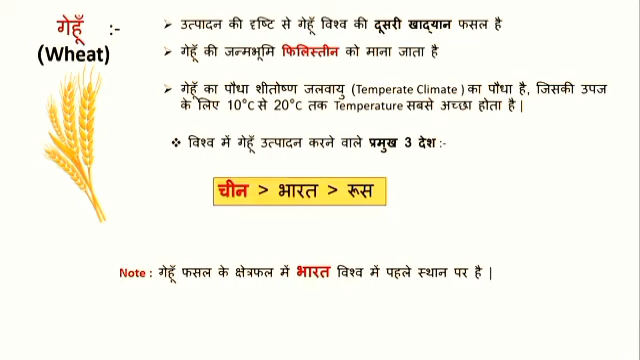 गेहूँ :-
(Wheat)
➢ उत्पादन की दृष्टि से गेहूँ विश्व की दूसरी खाद्यान फसल है
➢ गेहूँ की जन्मभूमि फिलिस्तीन को माना जाता है
➢ गेहूँ का पौधा शीतोष्ण जलवायु (Temperate Climate ) का पौधा है, जिसकी उपज
के लिए 10°C से 20°C तक Temperature सबसे अच्छा होता है |
❖ विश्व में गेहूँ उत्पादन करने वाले प्रमुख 3 देश :-
चीन > भारत > रूस
Note : गेहूँ फसल के क्षेत्रफल में भारत विश्व में पहले स्थान पर है |